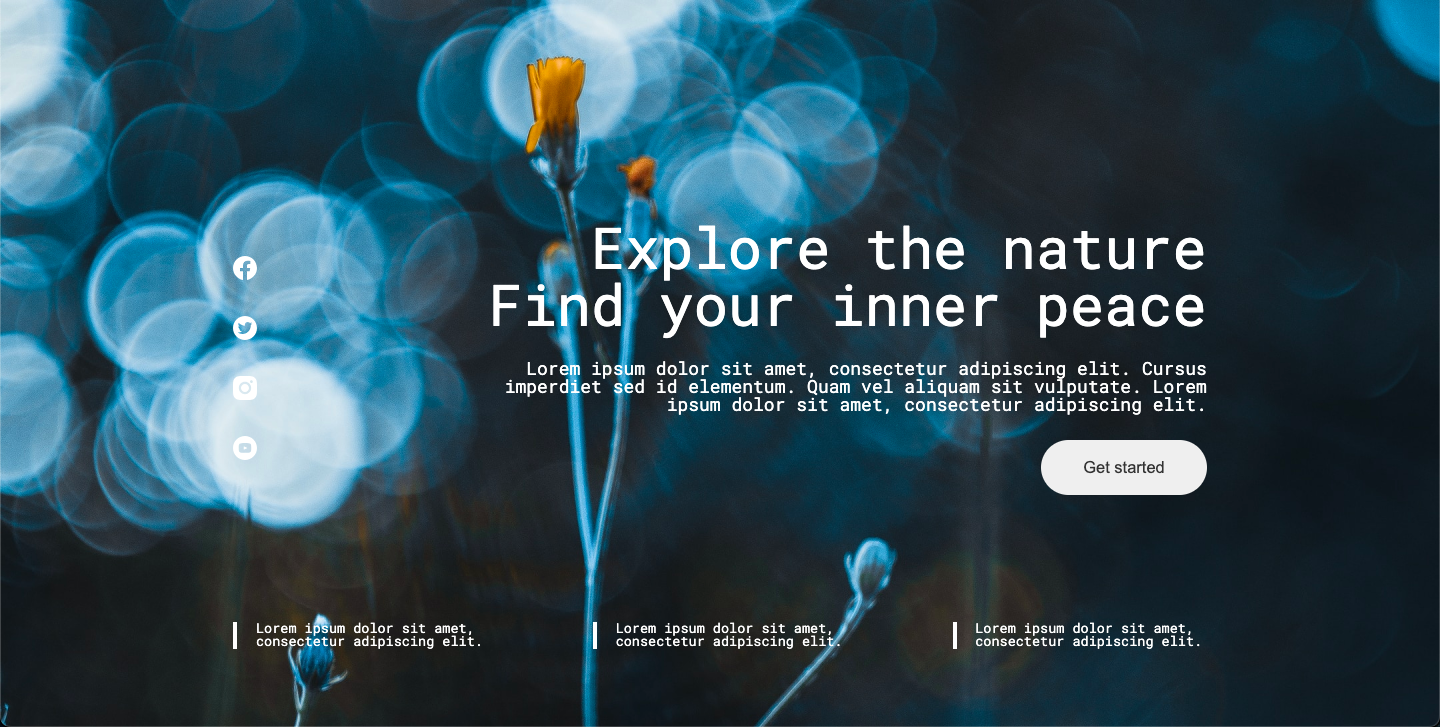 Explore the nature
Find your inner peace
Lorem ipsum dolor sit amet, consectetur adipiscing elit. Cursus
imperdiet sed id elementum. Quam vel aliquam sit vulputate. Lorem
ipsum dolor sit amet, consectetur adipiscing elit.
Get started
Lorem ipsum dolor sit amet,
consectetur adipiscing elit.
Lorem ipsum dolor sit amet,
consectetur adipiscing elit.
Lorem ipsum dolor sit amet,
consectetur adipiscing elit.